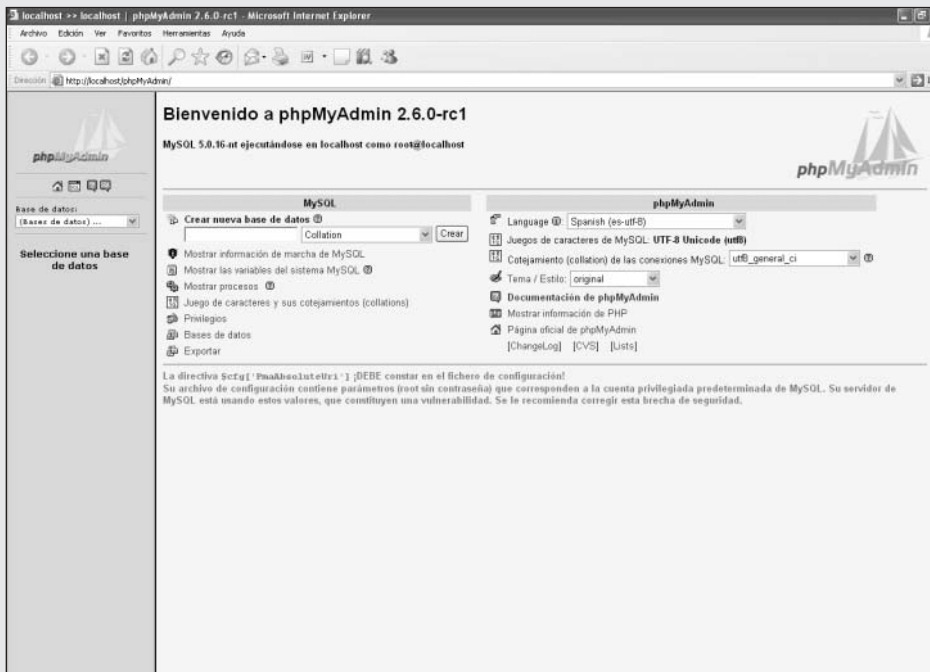 localhost >> localhost | phpMyAdmin 2.6.0-rc1 - Microsoft Internet Explorer
Archivo Edición Ver Favoritos Herramientas Ayuda
Dirección http://localhost/phpMyAdmin/
phpMyAdmin
Base de datos:
(Bases de datos) ...
Seleccione una base
de datos
Bienvenido a phpMyAdmin 2.6.0-rc1
MySQL 5.0.16-nt ejecutándose en localhost como root@localhost
phpMyAdmin
MySQL
Crear nueva base de datos
Collation Crear
Mostrar información de marcha de MySQL
Mostrar las variables del sistema MySQL
Mostrar procesos
Juego de caracteres y sus cotejamientos (collations)
Privilegios
Bases de datos
Exportar
phpMyAdmin
Language Spanish (es-utf-8)
Juegos de caracteres de MySQL: UTF-8 Unicode (utf8)
Cotejamiento (collation) de las conexiones MySQL: utf8_general_ci
Tema / Estilo: original
Documentación de phpMyAdmin
Mostrar información de PHP
Página oficial de phpMyAdmin
[ChangeLog] [CVS] [Lists]
La directiva $cfg['PmaAbsoluteUri'] ¡DEBE constar en el fichero de configuración!
Su archivo de configuración contiene parámetros (root sin contraseña) que corresponden a la cuenta privilegiada predeterminada de MySQL. Su servidor de
MySQL está usando estos valores, que constituyen una vulnerabilidad. Se le recomienda corregir esta brecha de seguridad.